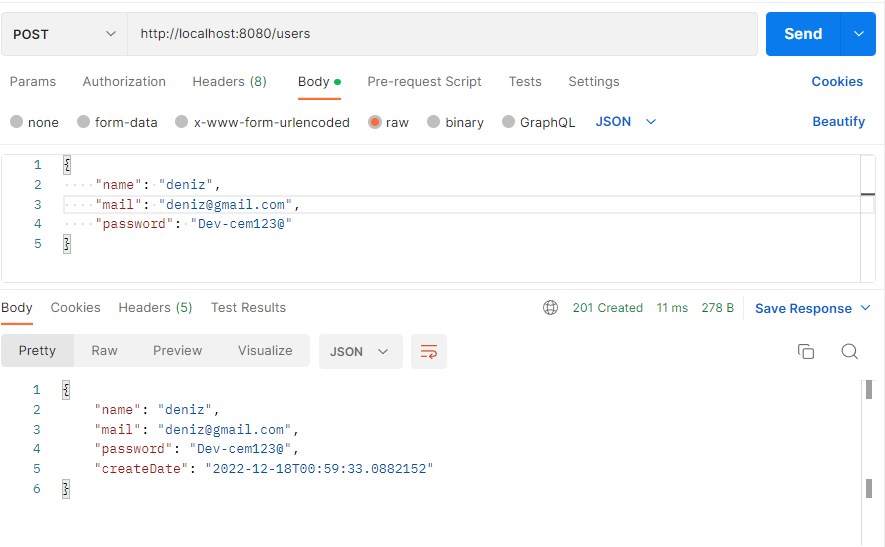 POST http://localhost:8080/users Send
Params Authorization Headers (8) Body Pre-request Script Tests Settings Cookies
none form-data x-www-form-urlencoded raw binary GraphQL JSON Beautify
1 {
2 "name": "deniz",
3 "mail": "deniz@gmail.com",
4 "password": "Dev-cem123@"
5 }
Body Cookies Headers (5) Test Results 201 Created 11 ms 278 B Save Response
Pretty Raw Preview Visualize JSON
1 {
2 "name": "deniz",
3 "mail": "deniz@gmail.com",
4 "password": "Dev-cem123@",
5 "createDate": "2022-12-18T00:59:33.0882152"
6 }